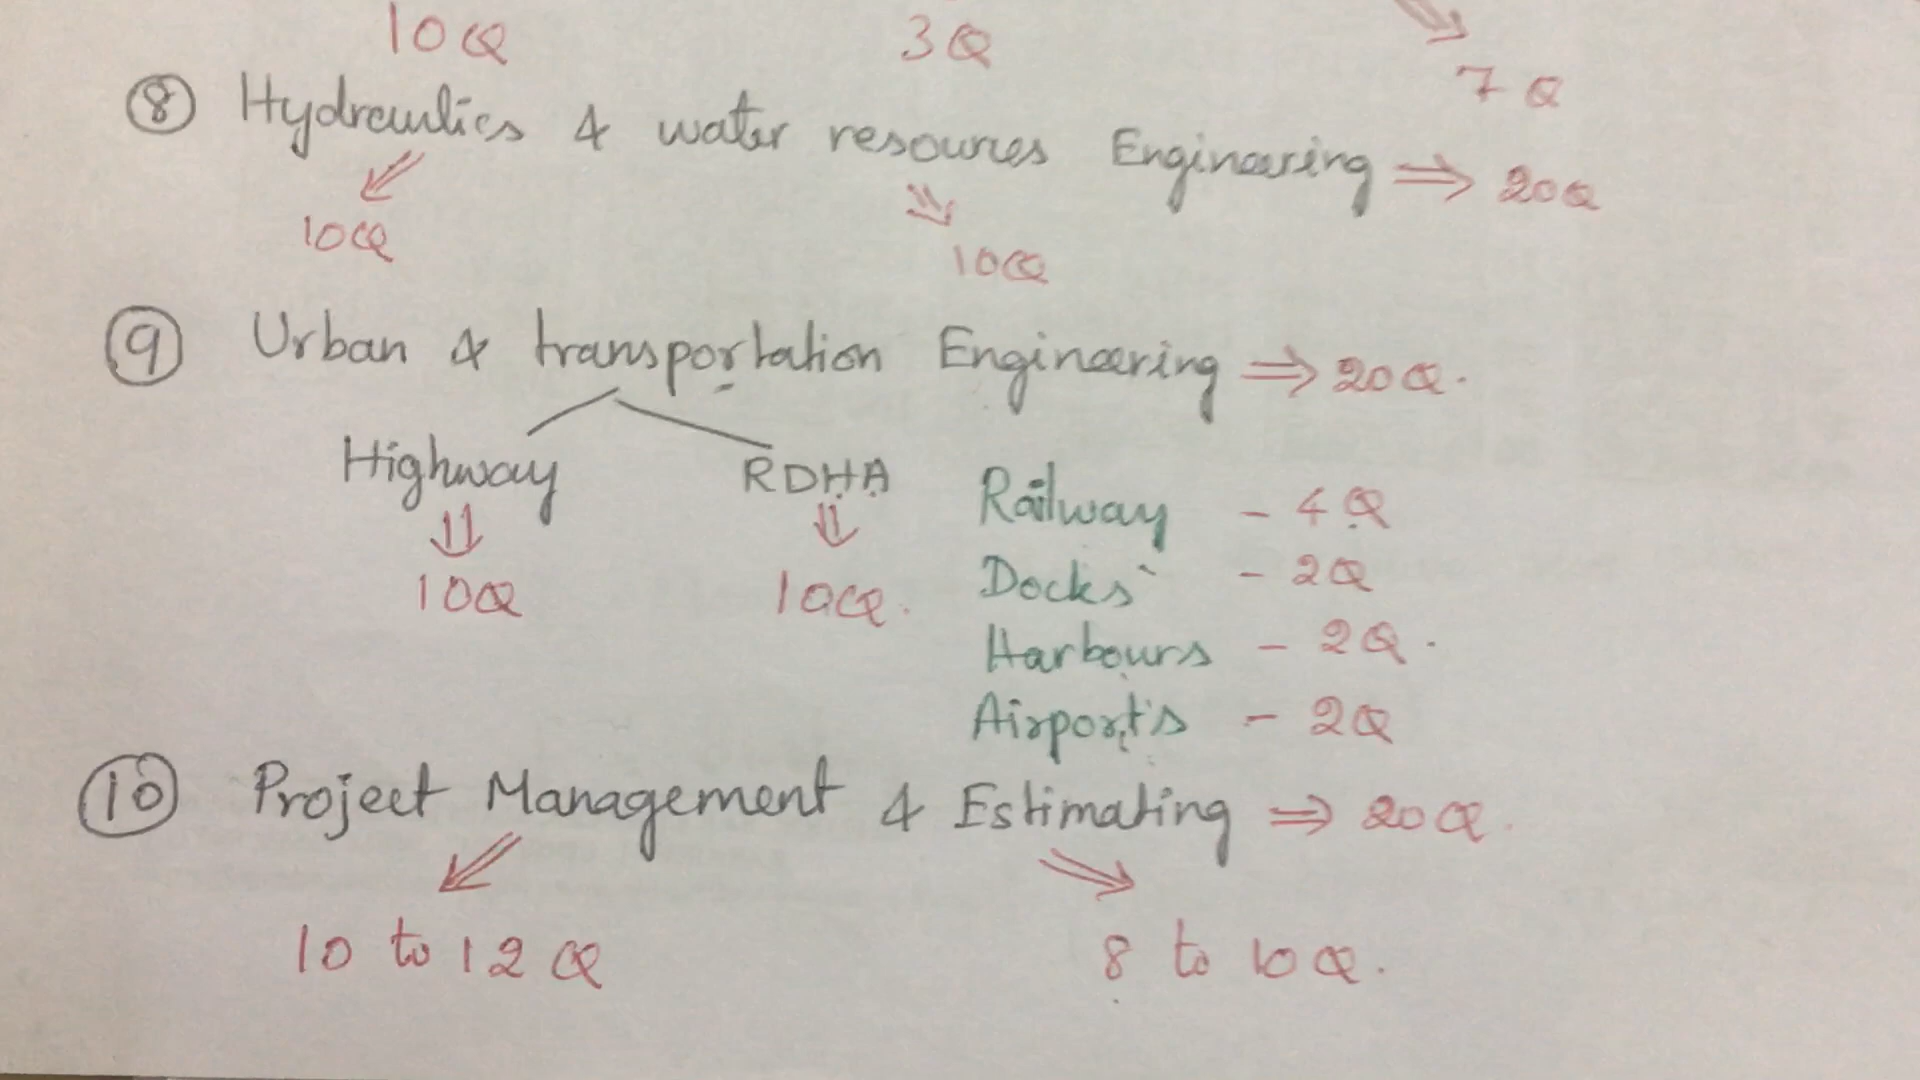 10Q 3Q 7Q
⑧ Hydraulics & water resources Engineering ⇒ 20Q
10Q 10Q
⑨ Urban & transportation Engineering ⇒ 20Q.
Highway RDHA Railway - 4Q
10Q 10Q. Docks - 2Q
Harbours - 2Q.
Airports - 2Q
⑩ Project Management & Estimating ⇒ 20Q.
10 to 12Q 8 to 10Q.